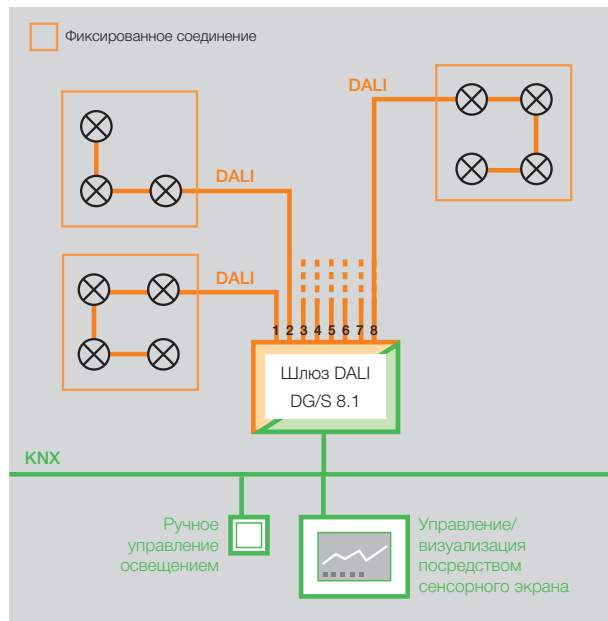 Фиксированное соединение
DALI
DALI
DALI
1 2 3 4 5 6 7 8
Шлюз DALI
DG/S 8.1
KNX
Ручное
управление
освещением
Управление/
визуализация
посредством
сенсорного экрана